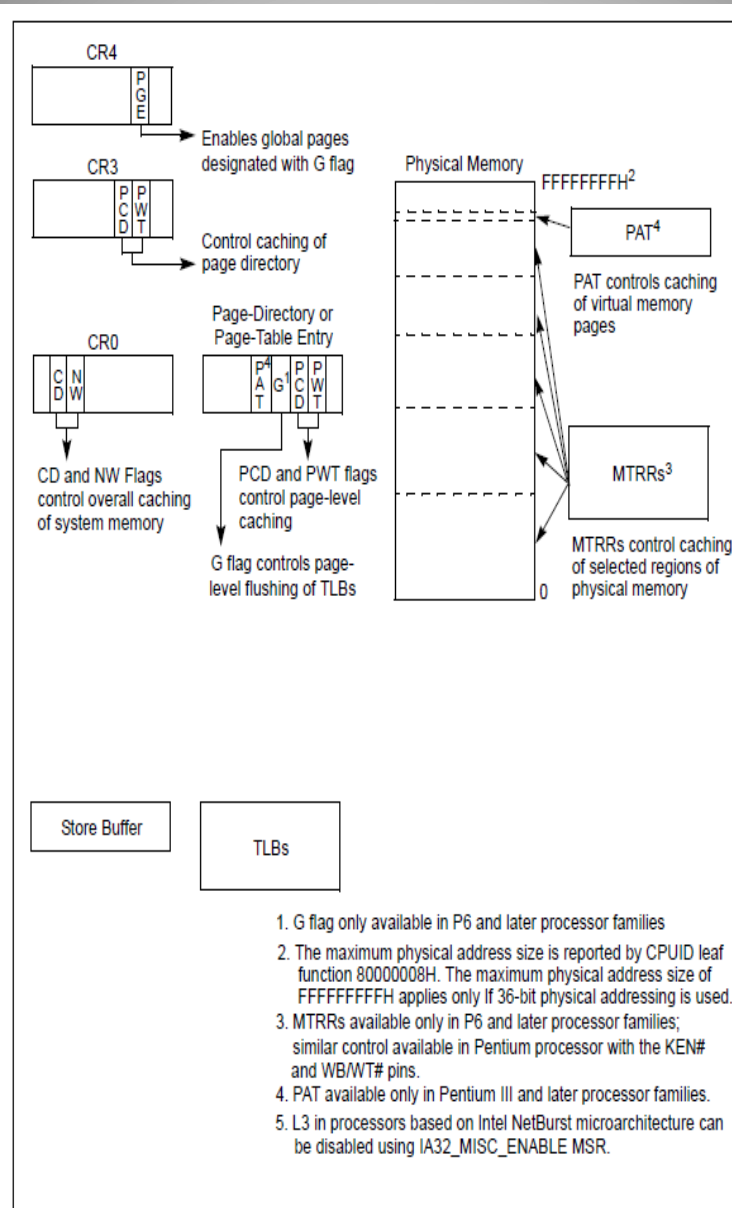 CR4
PGE
Enables global pages
designated with G flag
CR3
PCD PWT
Control caching of
page directory
CR0
CD NW
CD and NW Flags
control overall caching
of system memory
Page-Directory or
Page-Table Entry
PAT4 G1 PCD PWT
PCD and PWT flags
control page-level
caching
G flag controls page-
level flushing of TLBs
Physical Memory
FFFFFFFFH2
PAT4
PAT controls caching
of virtual memory
pages
MTRRs3
MTRRs control caching
of selected regions of
physical memory
0
Store Buffer
TLBs
1. G flag only available in P6 and later processor families
2. The maximum physical address size is reported by CPUID leaf
function 80000008H. The maximum physical address size of
FFFFFFFFFH applies only If 36-bit physical addressing is used.
3. MTRRs available only in P6 and later processor families;
similar control available in Pentium processor with the KEN#
and WB/WT# pins.
4. PAT available only in Pentium III and later processor families.
5. L3 in processors based on Intel NetBurst microarchitecture can
be disabled using IA32_MISC_ENABLE MSR.